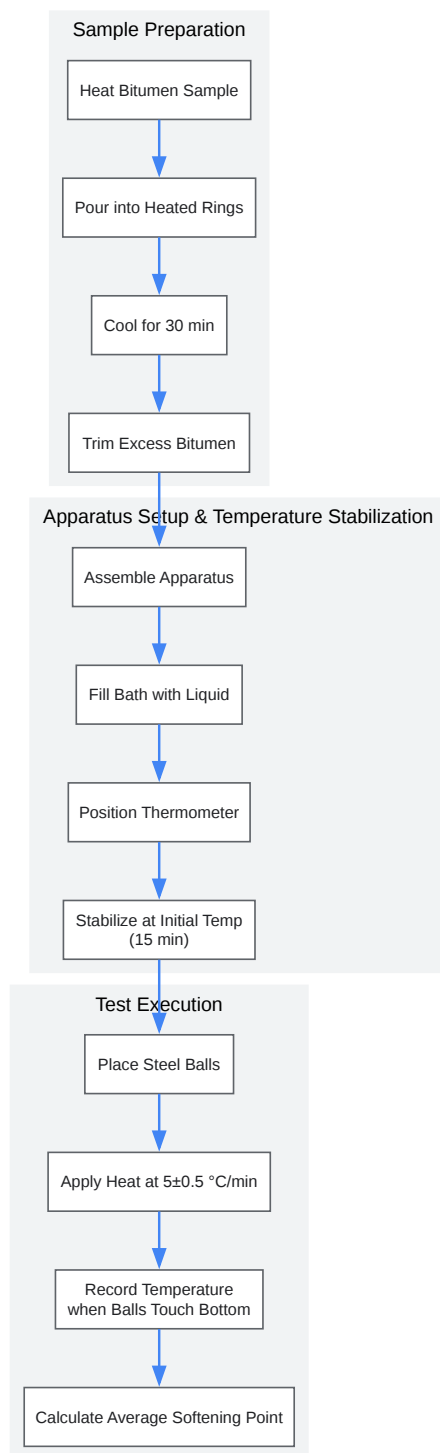 Sample Preparation
Heat Bitumen Sample
Pour into Heated Rings
Cool for 30 min
Trim Excess Bitumen
Apparatus Setup & Temperature Stabilization
Assemble Apparatus
Fill Bath with Liquid
Position Thermometer
Stabilize at Initial Temp
(15 min)
Test Execution
Place Steel Balls
Apply Heat at 5±0.5 °C/min
Record Temperature
when Balls Touch Bottom
Calculate Average Softening Point